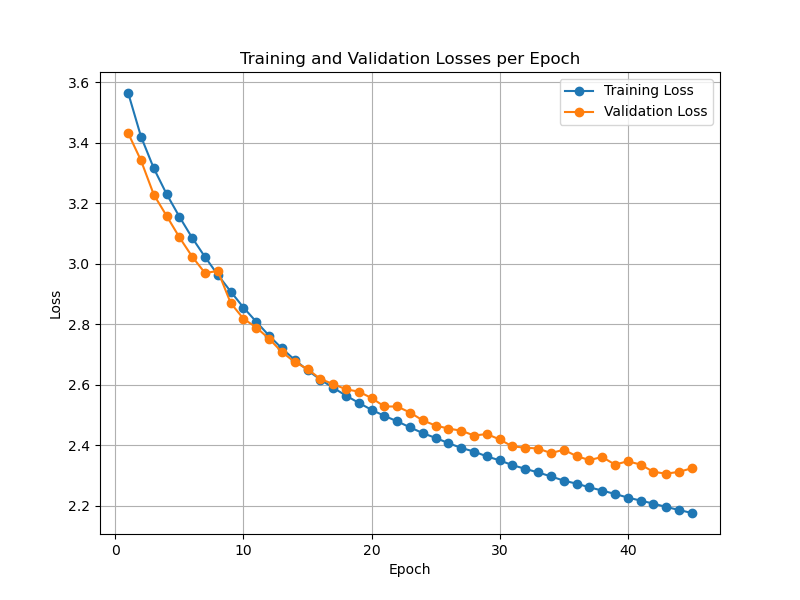 Training and Validation Losses per Epoch
Training Loss
Validation Loss
3.6
3.4
3.2
3.0
2.8
2.6
2.4
2.2
Loss
0
10
20
30
40
Epoch